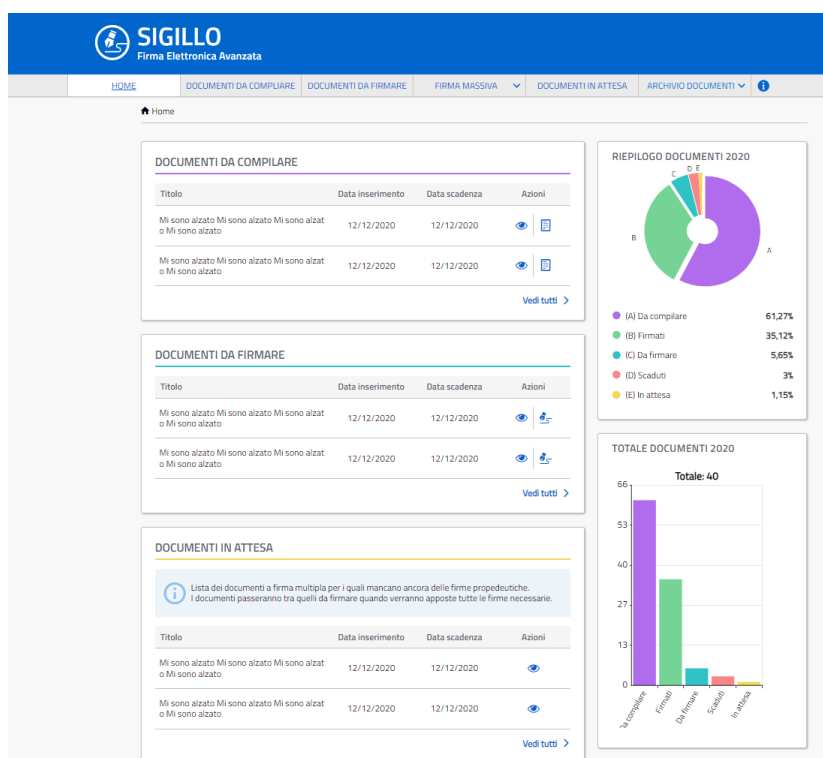 SIGILLO
Firma Elettronica Avanzata
HOME DOCUMENTI DA COMPLIARE DOCUMENTI DA FIRMARE FIRMA MASSIVA DOCUMENTI IN ATTESA ARCHIVIO DOCUMENTI
Home
DOCUMENTI DA COMPILARE
Titolo Data inserimento Data scadenza Azioni
Mi sono alzato Mi sono alzato Mi sono alzat
o Mi sono alzato
12/12/2020 12/12/2020
Mi sono alzato Mi sono alzato Mi sono alzat
o Mi sono alzato
12/12/2020 12/12/2020
Vedi tutti
DOCUMENTI DA FIRMARE
Titolo Data inserimento Data scadenza Azioni
Mi sono alzato Mi sono alzato Mi sono alzat
o Mi sono alzato
12/12/2020 12/12/2020
Mi sono alzato Mi sono alzato Mi sono alzat
o Mi sono alzato
12/12/2020 12/12/2020
Vedi tutti
DOCUMENTI IN ATTESA
Lista dei documenti a firma multipla per i quali mancano ancora delle firme propedeutiche.
I documenti passeranno tra quelli da firmare quando verranno apposte tutte le firme necessarie.
Titolo Data inserimento Data scadenza Azioni
Mi sono alzato Mi sono alzato Mi sono alzat
o Mi sono alzato
12/12/2020 12/12/2020
Mi sono alzato Mi sono alzato Mi sono alzat
o Mi sono alzato
12/12/2020 12/12/2020
Vedi tutti
RIEPILOGO DOCUMENTI 2020
C D E
B
A
(A) Da compilare 61,27%
(B) Firmati 35,12%
(C) Da firmare 5,65%
(D) Scaduti 3%
(E) In attesa 1,15%
TOTALE DOCUMENTI 2020
Totale: 40
66
53
40
27
13
0
Da compilare Firmati Da firmare Scaduti In attesa